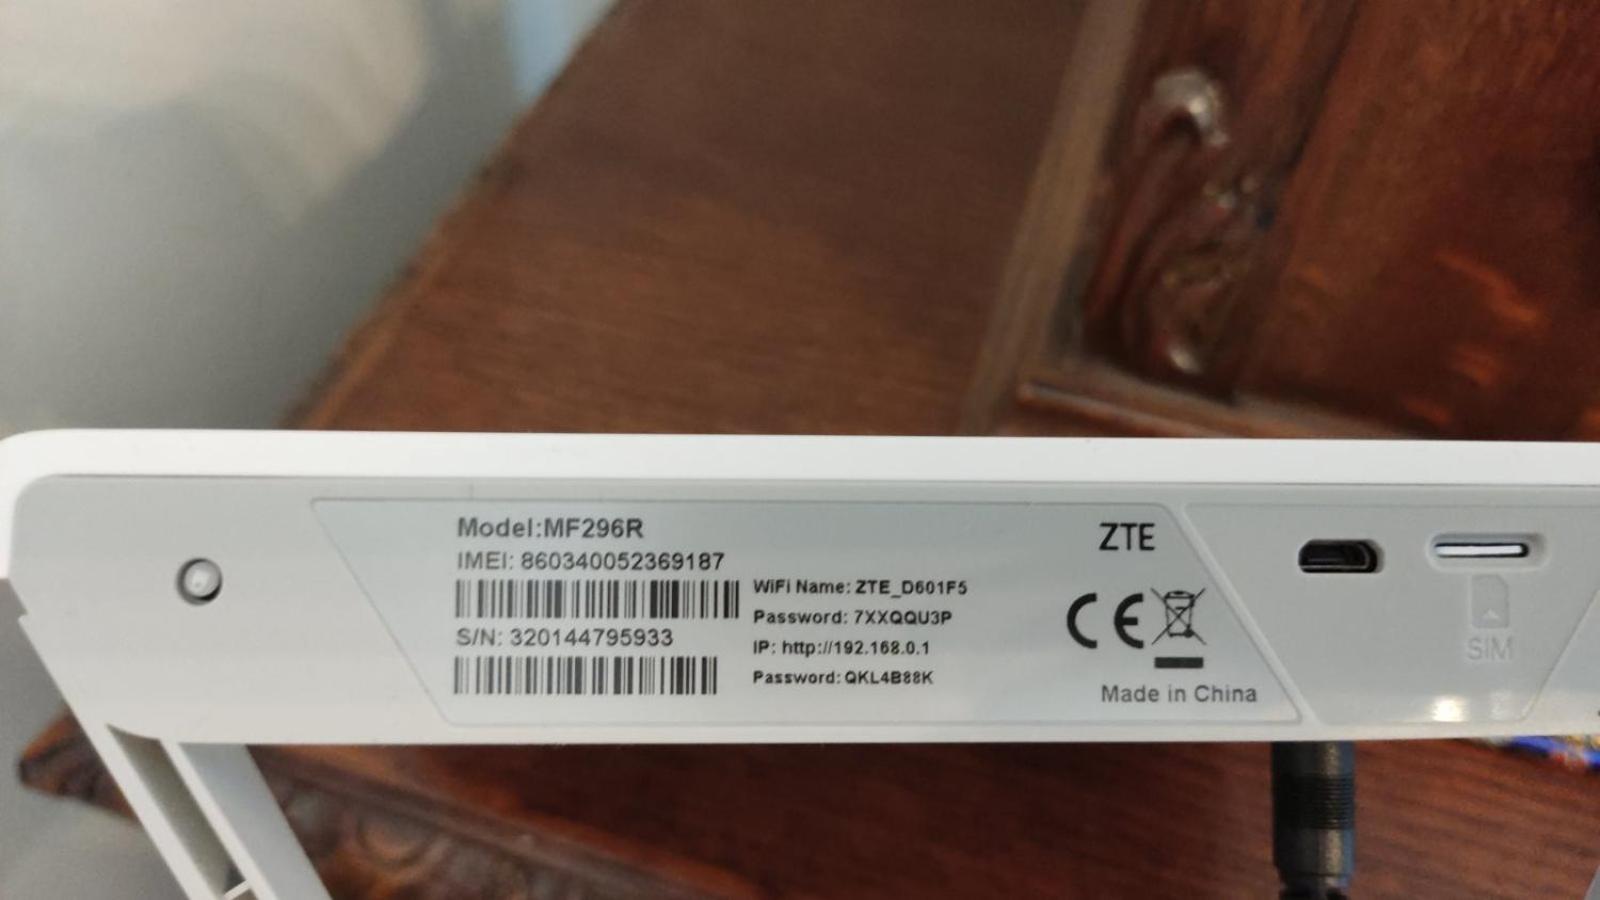 Model:MF296R
IMEI: 860340052369187
S/N: 320144795933
WiFi Name: ZTE_D601F5
Password: 7XXQQU3P
IP: http://192.168.0.1
Password: QKL4B88K
ZTE
CE
Made in China
SIM